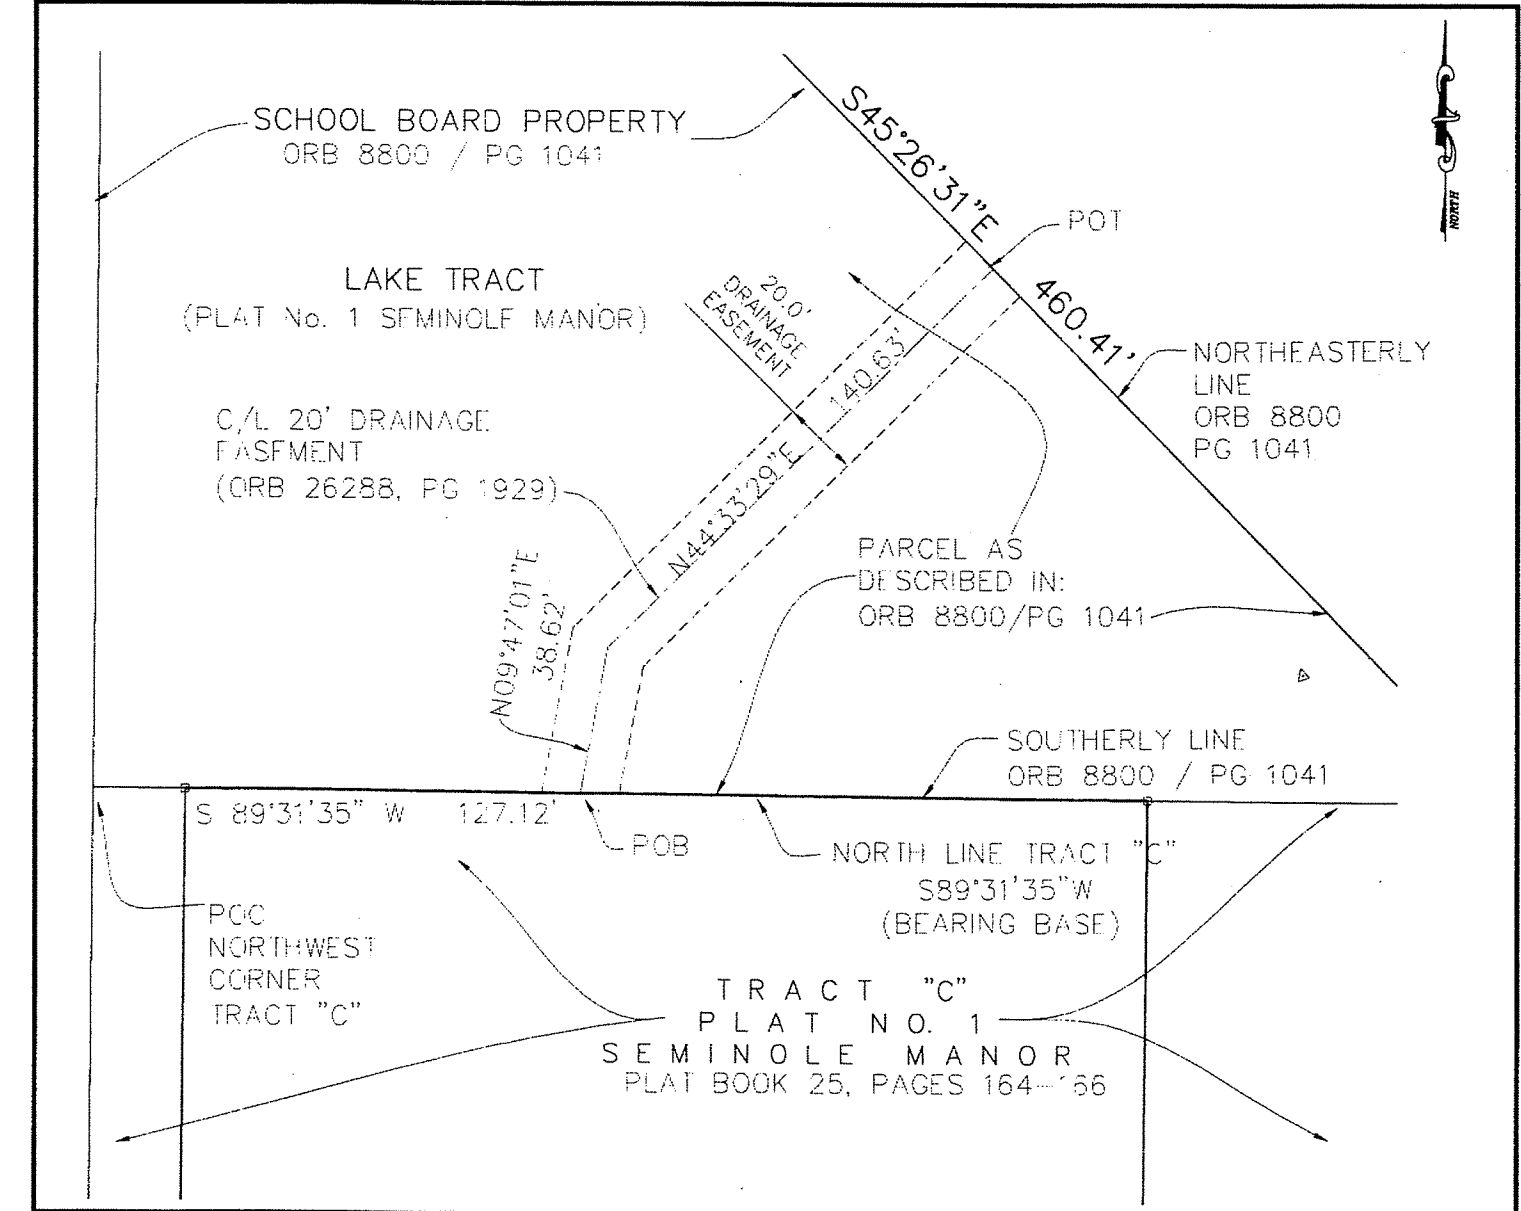 SCHOOL BOARD PROPERTY
ORB 8800 / PG 1041
S45°26'31"E
NORTH
POT
LAKE TRACT
(PLAT No. 1 SEMINOLE MANOR)
20.0'
DRAINAGE
EASEMENT
460.41'
140.63'
N44°33'29"E
NORTHEASTERLY
LINE
ORB 8800
PG 1041
C/L 20' DRAINAGE
EASEMENT
(ORB 26288, PG 1929)
PARCEL AS
DESCRIBED IN:
ORB 8800/PG 1041
N09°47'01"E
38.62'
SOUTHERLY LINE
ORB 8800 / PG 1041
S 89°31'35" W 127.12'
POB
NORTH LINE TRACT "C"
S89°31'35"W
(BEARING BASE)
POC
NORTHWEST
CORNER
TRACT "C"
TRACT "C"
PLAT NO. 1
SEMINOLE MANOR
PLAT BOOK 25, PAGES 164-166